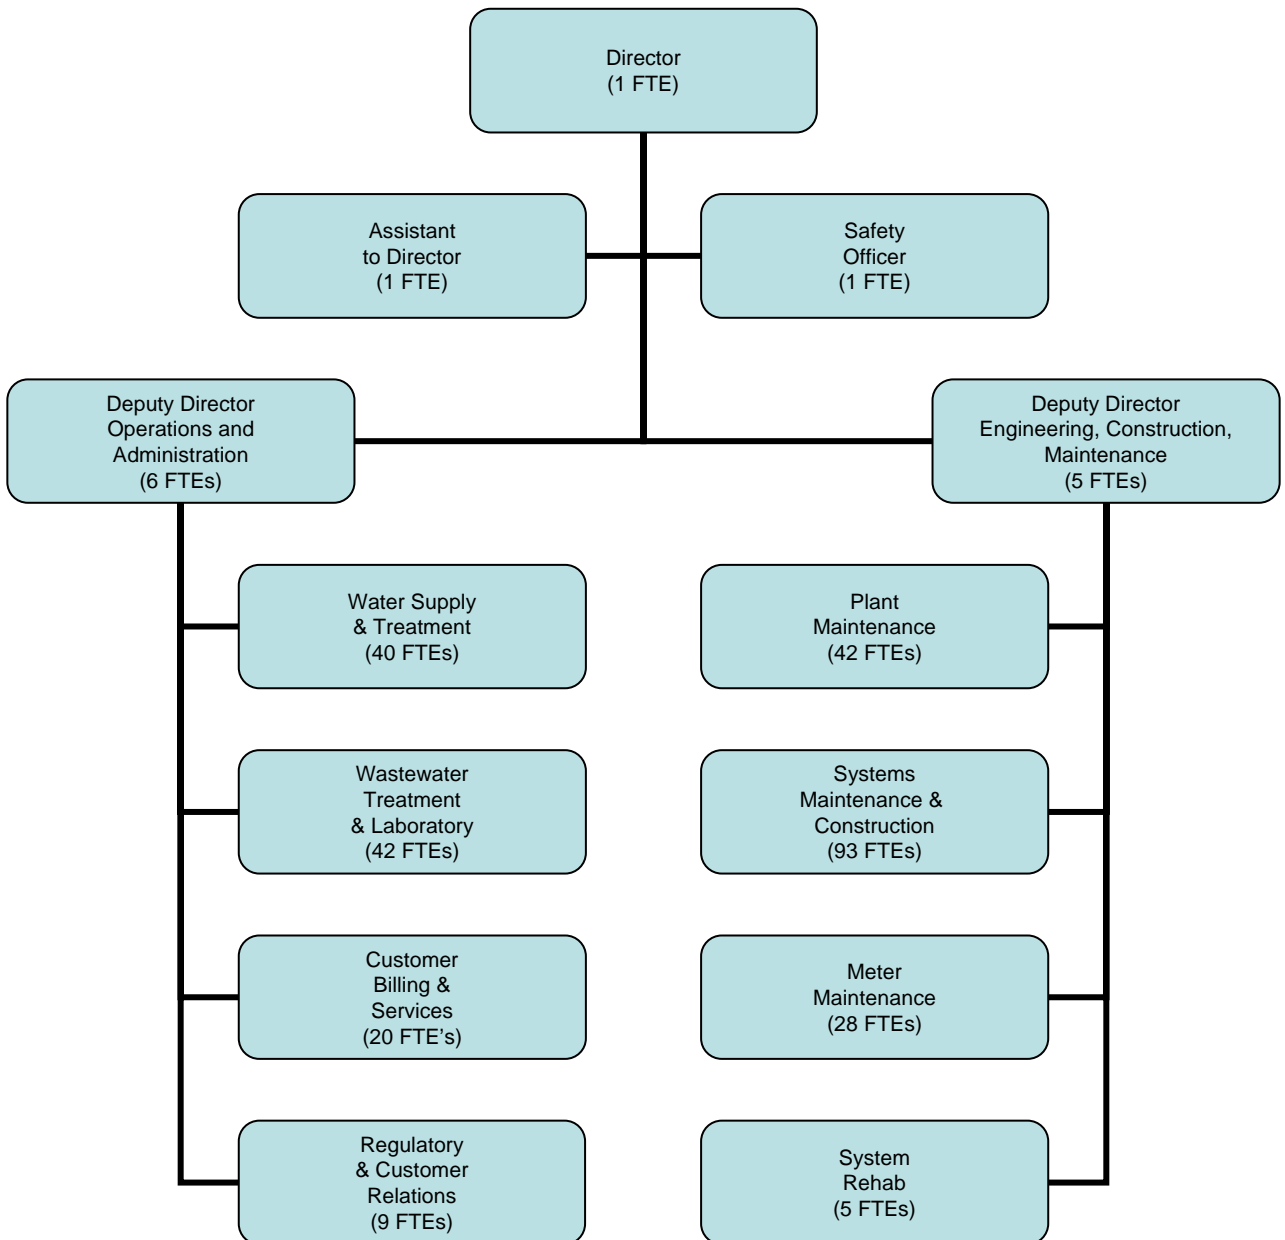 Director
(1 FTE)
Assistant
to Director
(1 FTE)
Safety
Officer
(1 FTE)
Deputy Director
Operations and
Administration
(6 FTEs)
Deputy Director
Engineering, Construction,
Maintenance
(5 FTEs)
Water Supply
& Treatment
(40 FTEs)
Plant
Maintenance
(42 FTEs)
Wastewater
Treatment
& Laboratory
(42 FTEs)
Systems
Maintenance &
Construction
(93 FTEs)
Customer
Billing &
Services
(20 FTE’s)
Meter
Maintenance
(28 FTEs)
Regulatory
& Customer
Relations
(9 FTEs)
System
Rehab
(5 FTEs)